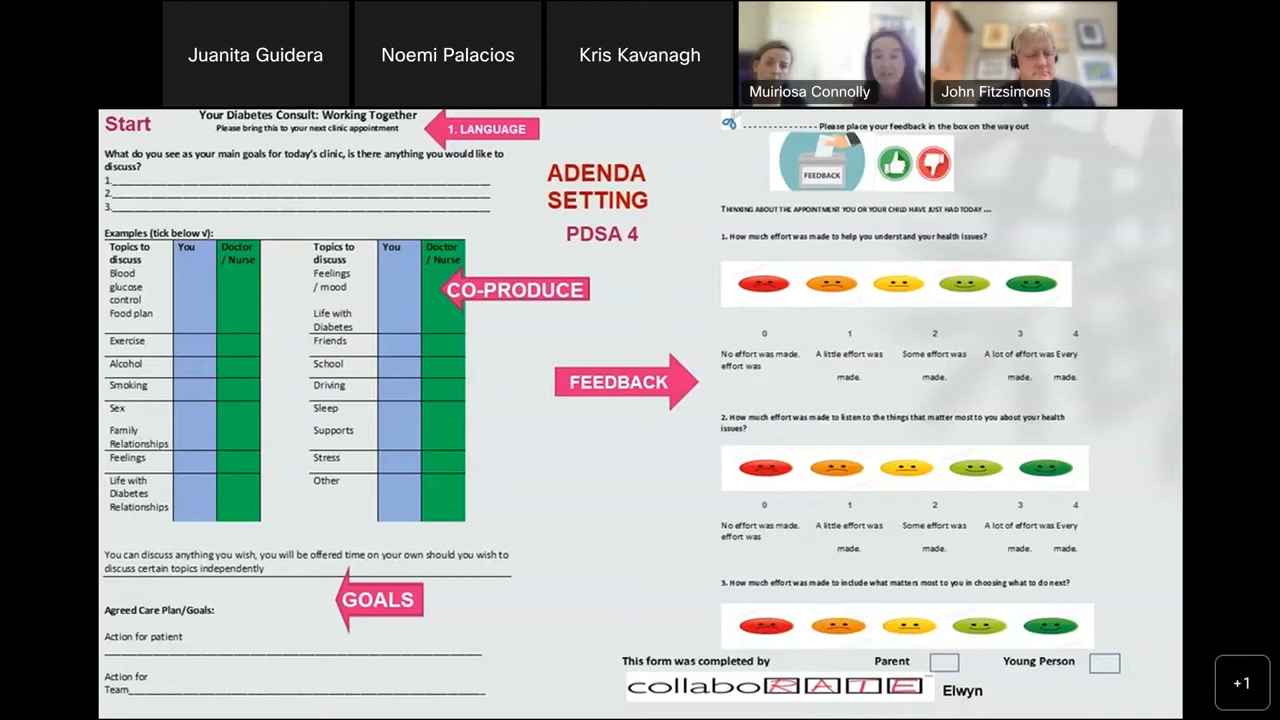 Juanita Guidera
Noemi Palacios
Kris Kavanagh
Muiriosa Connolly
John Fitzsimons
Start
Your Diabetes Consult: Working Together
Please bring this to your next clinic appointment
1. LANGUAGE
What do you see as your main goals for today's clinic, is there anything you would like to
discuss?
1.
2.
3.
Examples (tick below √):
Topics to discuss You Doctor / Nurse Topics to discuss You Doctor / Nurse
Blood glucose control Feelings / mood
Food plan Life with Diabetes
Exercise Friends
Alcohol School
Smoking Driving
Sex Sleep
Family Relationships Supports
Feelings Stress
Life with Diabetes Relationships Other
CO-PRODUCE
You can discuss anything you wish, you will be offered time on your own should you wish to
discuss certain topics independently
GOALS
Agreed Care Plan/Goals:
Action for patient
Action for
Team
ADENDA
SETTING
PDSA 4
FEEDBACK
Please place your feedback in the box on the way out
FEEDBACK
THINKING ABOUT THE APPOINTMENT YOU OR YOUR CHILD HAVE JUST HAD TODAY ...
1. How much effort was made to help you understand your health issues?
0 1 2 3 4
No effort was made. A little effort was Some effort was A lot of effort was Every
effort was
made. made. made. made.
2. How much effort was made to listen to the things that matter most to you about your health
issues?
0 1 2 3 4
No effort was made. A little effort was Some effort was A lot of effort was Every
effort was
made. made. made. made.
3. How much effort was made to include what matters most to you in choosing what to do next?
This form was completed by Parent Young Person
collaboRATE Elwyn
+1